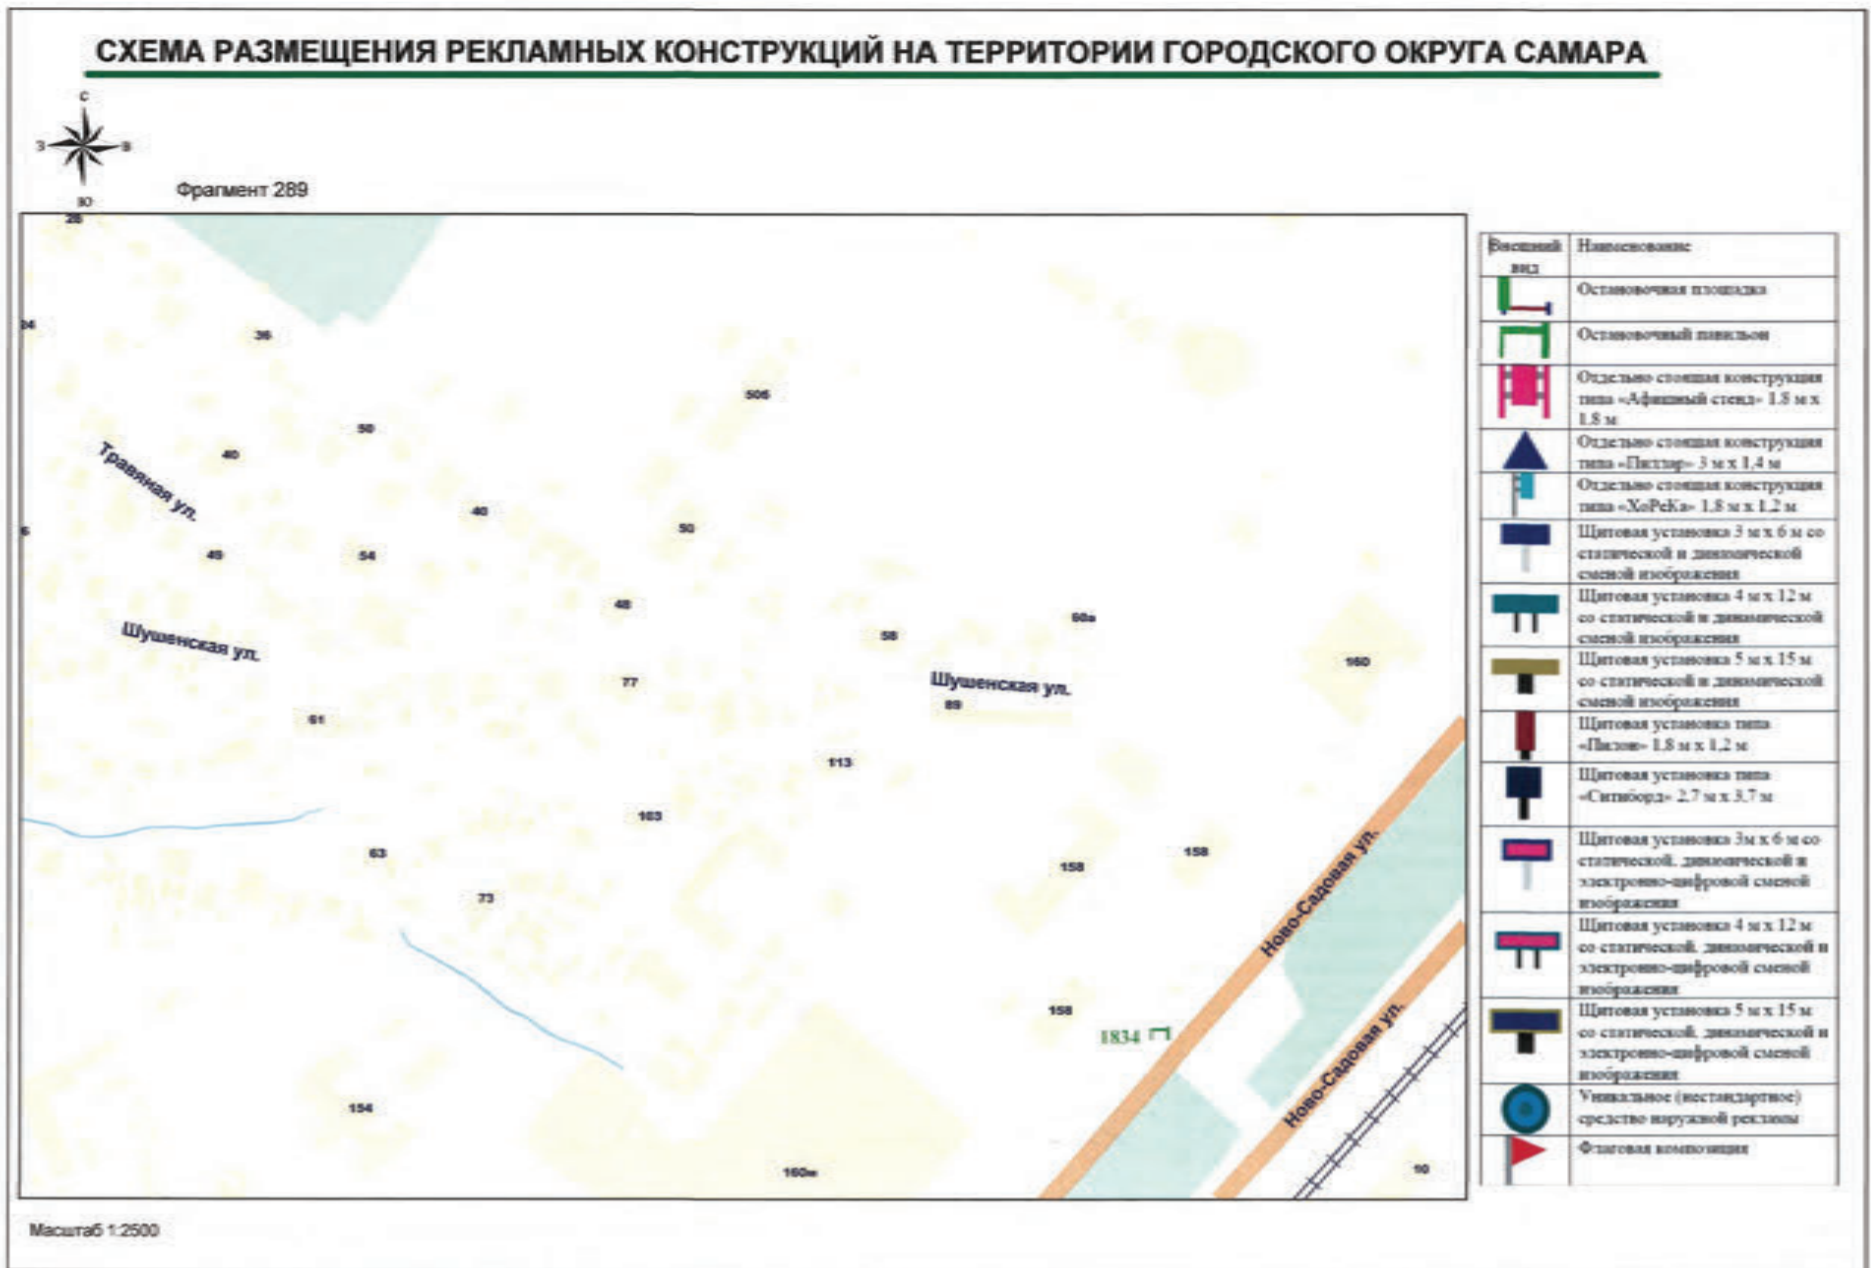 СХЕМА РАЗМЕЩЕНИЯ РЕКЛАМНЫХ КОНСТРУКЦИЙ НА ТЕРРИТОРИИ ГОРОДСКОГО ОКРУГА САМАРА
С
З
В
Ю
Фрагмент 289
28
24
36
50б
50
40
Травяная ул.
40
50
6
49
54
48
60а
58
Шушенская ул.
160
77
Шушенская ул.
89
61
113
163
63
158
158
73
Ново-Садовая ул.
158
1834
Ново-Садовая ул.
154
160м
10
Внешний вид
Наименование
Остановочная площадка
Остановочный павильон
Отдельно стоящая конструкция
типа «Афишный стенд» 1.8 м х
1.8 м
Отдельно стоящая конструкция
типа «Пиллар» 3 м х 1,4 м
Отдельно стоящая конструкция
типа «ХоРеКа» 1,8 м х 1,2 м
Щитовая установка 3 м х 6 м со
статической и динамической
сменой изображения
Щитовая установка 4 м х 12 м
со статической и динамической
сменой изображения
Щитовая установка 5 м х 15 м
со статической и динамической
сменой изображения
Щитовая установка типа
«Пилон» 1.8 м х 1,2 м
Щитовая установка типа
«Ситиборд» 2.7 м х 3.7 м
Щитовая установка 3м х 6 м со
статической, динамической и
электронно-цифровой сменой
изображения
Щитовая установка 4 м х 12 м
со статической, динамической и
электронно-цифровой сменой
изображения
Щитовая установка 5 м х 15 м
со статической, динамической и
электронно-цифровой сменой
изображения
Уникальное (нестандартное)
средство наружной рекламы
Флаговая композиция
Масштаб 1:2500